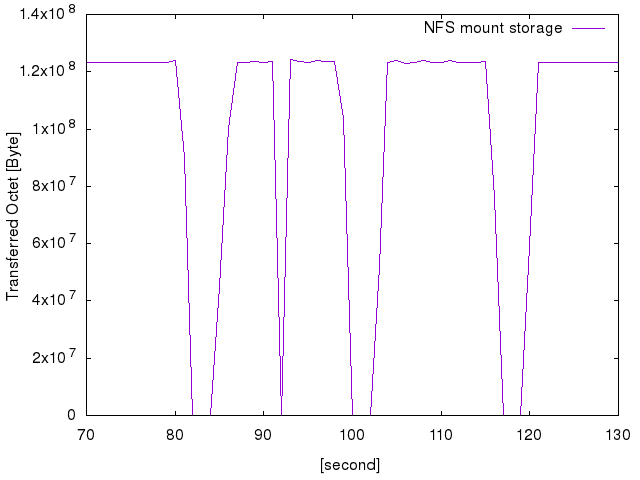 NFS mount storage
1.4x10^8
1.2x10^8
1x10^8
8x10^7
6x10^7
4x10^7
2x10^7
0
Transferred Octet [Byte]
70 80 90 100 110 120 130
[second]